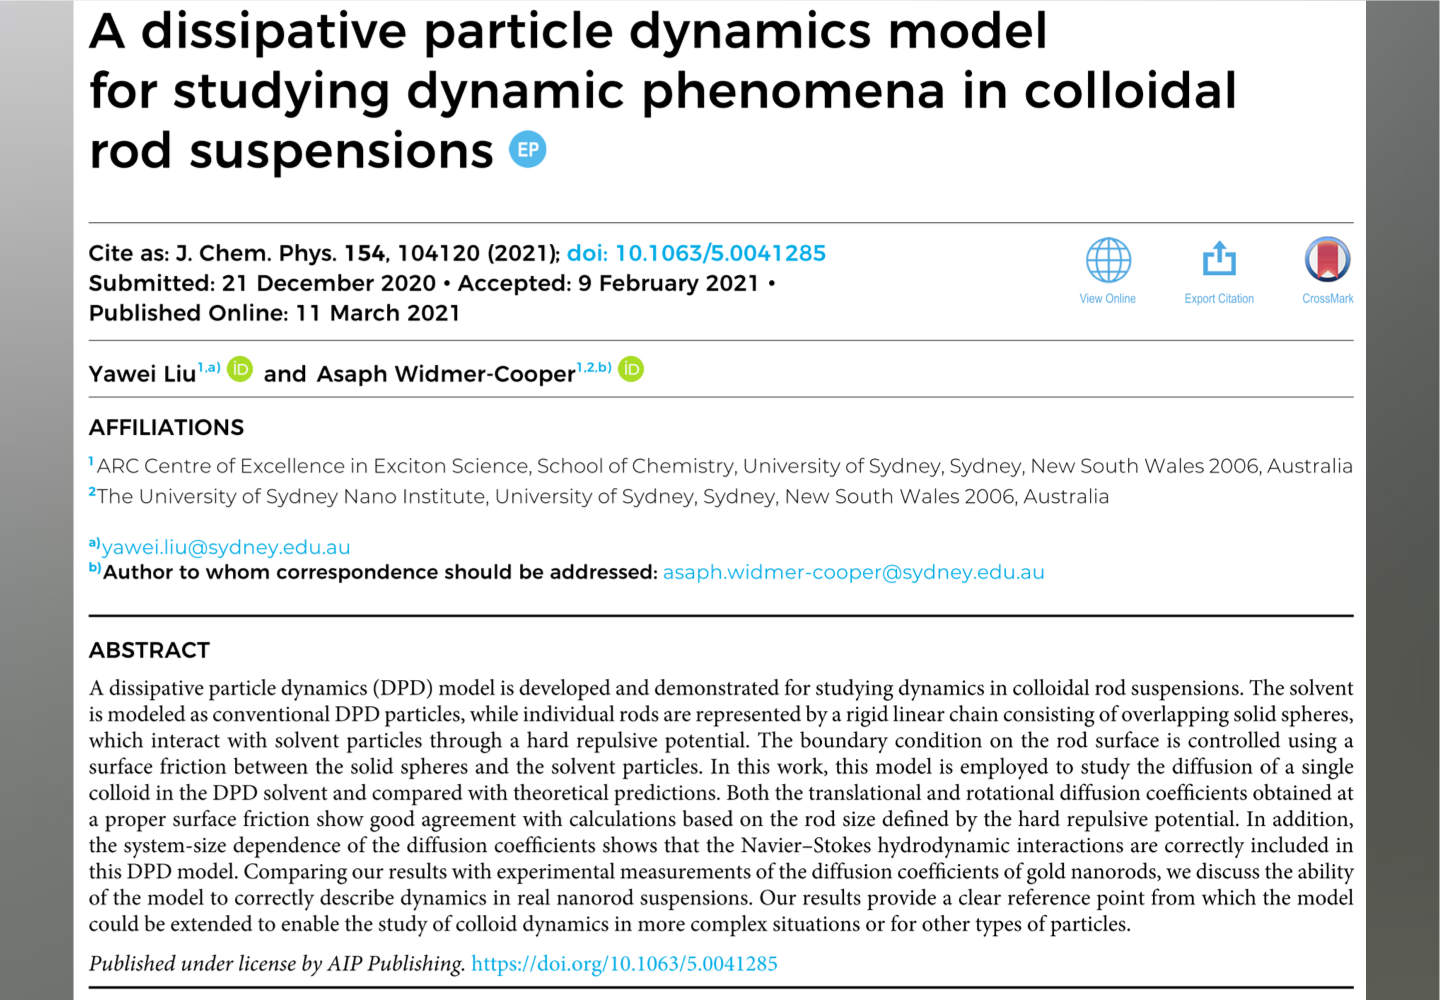 A dissipative particle dynamics model
for studying dynamic phenomena in colloidal
rod suspensions EP
Cite as: J. Chem. Phys. 154, 104120 (2021); doi: 10.1063/5.0041285
Submitted: 21 December 2020 • Accepted: 9 February 2021 •
Published Online: 11 March 2021
View Online
Export Citation
CrossMark
Yawei Liu1,a) iD and Asaph Widmer-Cooper1,2,b) iD
AFFILIATIONS
1 ARC Centre of Excellence in Exciton Science, School of Chemistry, University of Sydney, Sydney, New South Wales 2006, Australia
2 The University of Sydney Nano Institute, University of Sydney, Sydney, New South Wales 2006, Australia
a) yawei.liu@sydney.edu.au
b) Author to whom correspondence should be addressed: asaph.widmer-cooper@sydney.edu.au
ABSTRACT
A dissipative particle dynamics (DPD) model is developed and demonstrated for studying dynamics in colloidal rod suspensions. The solvent
is modeled as conventional DPD particles, while individual rods are represented by a rigid linear chain consisting of overlapping solid spheres,
which interact with solvent particles through a hard repulsive potential. The boundary condition on the rod surface is controlled using a
surface friction between the solid spheres and the solvent particles. In this work, this model is employed to study the diffusion of a single
colloid in the DPD solvent and compared with theoretical predictions. Both the translational and rotational diffusion coefficients obtained at
a proper surface friction show good agreement with calculations based on the rod size defined by the hard repulsive potential. In addition,
the system-size dependence of the diffusion coefficients shows that the Navier–Stokes hydrodynamic interactions are correctly included in
this DPD model. Comparing our results with experimental measurements of the diffusion coefficients of gold nanorods, we discuss the ability
of the model to correctly describe dynamics in real nanorod suspensions. Our results provide a clear reference point from which the model
could be extended to enable the study of colloid dynamics in more complex situations or for other types of particles.
Published under license by AIP Publishing. https://doi.org/10.1063/5.0041285